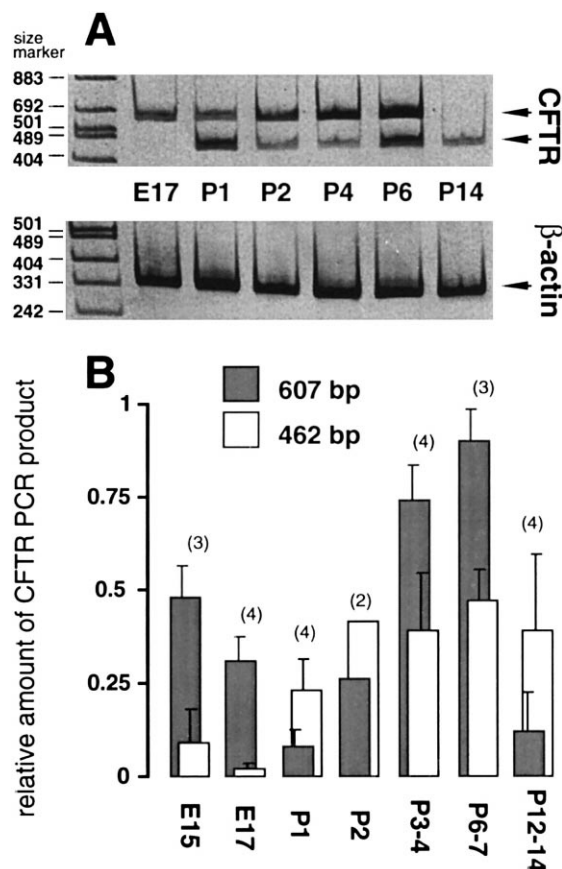 A
size
marker
883
692
501
489
404
CFTR
E17 P1 P2 P4 P6 P14
501
489
404
331
242
β-actin
B
607 bp
462 bp
relative amount of CFTR PCR product
1
0.75
0.5
0.25
0
(3)
(4)
(4)
(2)
(4)
(3)
(4)
E15 E17 P1 P2 P3-4 P6-7 P12-14